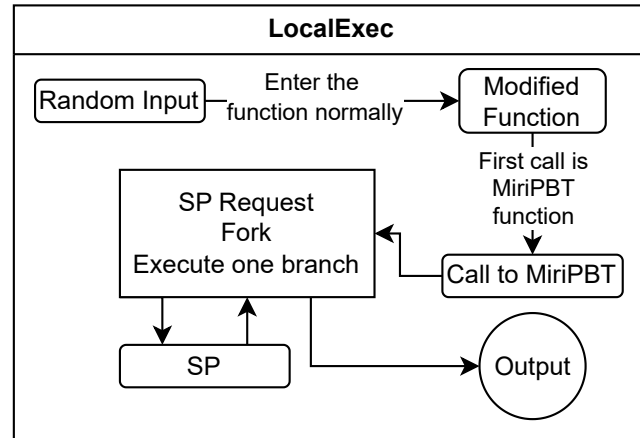 LocalExec
Random Input
Enter the
function normally
Modified
Function
First call is
MiriPBT
function
Call to MiriPBT
SP Request
Fork
Execute one branch
SP
Output